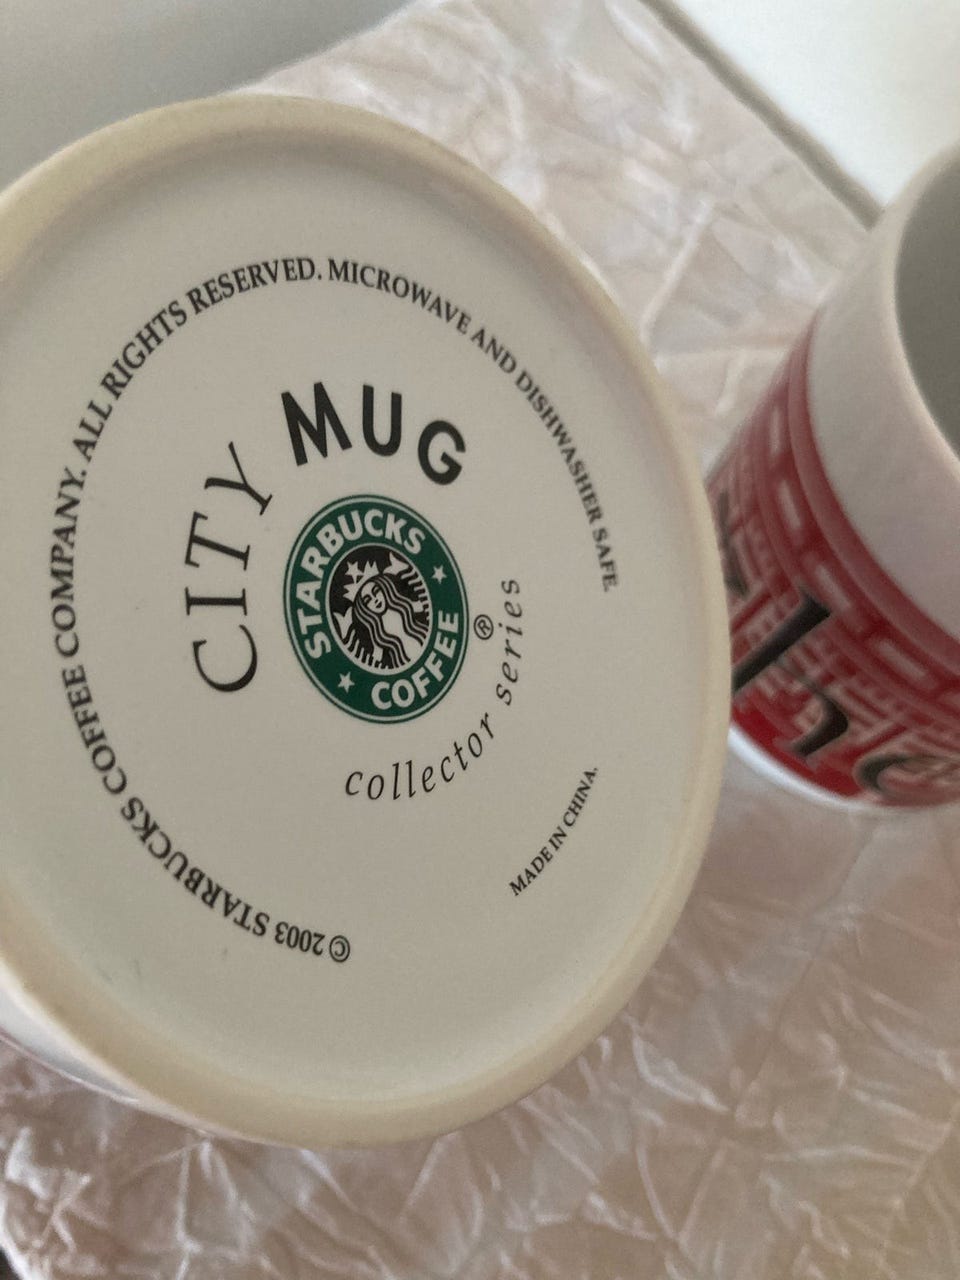 © 2003 STARBUCKS COFFEE COMPANY. ALL RIGHTS RESERVED. MICROWAVE AND DISHWASHER SAFE.
CITY MUG
STARBUCKS COFFEE ®
collector series
MADE IN CHINA.